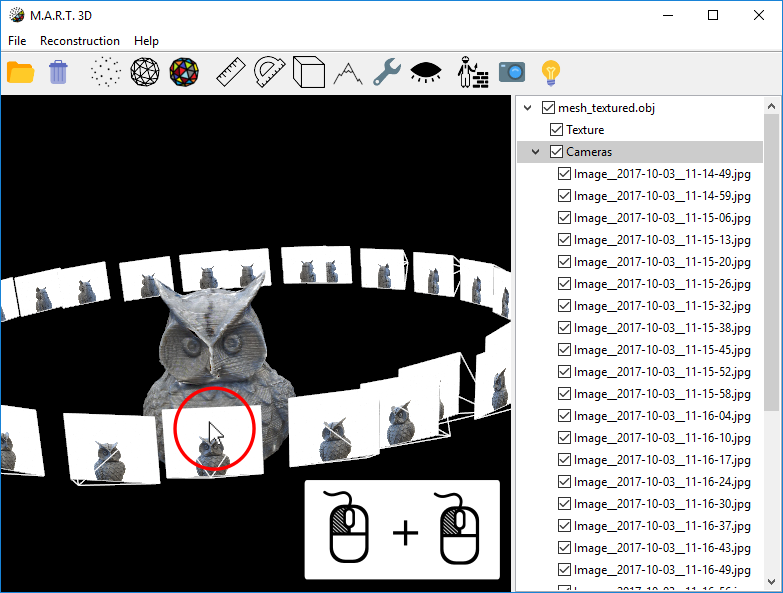 M.A.R.T. 3D
File Reconstruction Help
mesh_textured.obj
Texture
Cameras
Image__2017-10-03__11-14-49.jpg
Image__2017-10-03__11-14-59.jpg
Image__2017-10-03__11-15-06.jpg
Image__2017-10-03__11-15-13.jpg
Image__2017-10-03__11-15-20.jpg
Image__2017-10-03__11-15-26.jpg
Image__2017-10-03__11-15-32.jpg
Image__2017-10-03__11-15-38.jpg
Image__2017-10-03__11-15-45.jpg
Image__2017-10-03__11-15-52.jpg
Image__2017-10-03__11-15-58.jpg
Image__2017-10-03__11-16-04.jpg
Image__2017-10-03__11-16-10.jpg
Image__2017-10-03__11-16-17.jpg
Image__2017-10-03__11-16-24.jpg
Image__2017-10-03__11-16-30.jpg
Image__2017-10-03__11-16-37.jpg
Image__2017-10-03__11-16-43.jpg
Image__2017-10-03__11-16-49.jpg
+